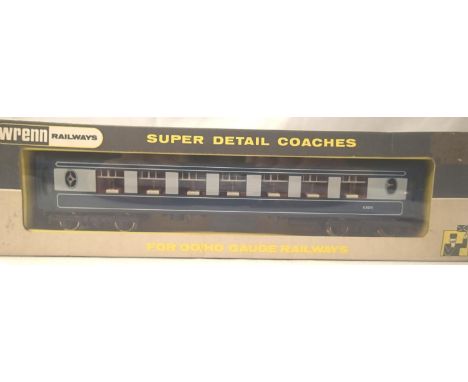 wrenn RAILWAYS
SUPER DETAIL COACHES
FOR OO/HO GAUGE RAILWAYS